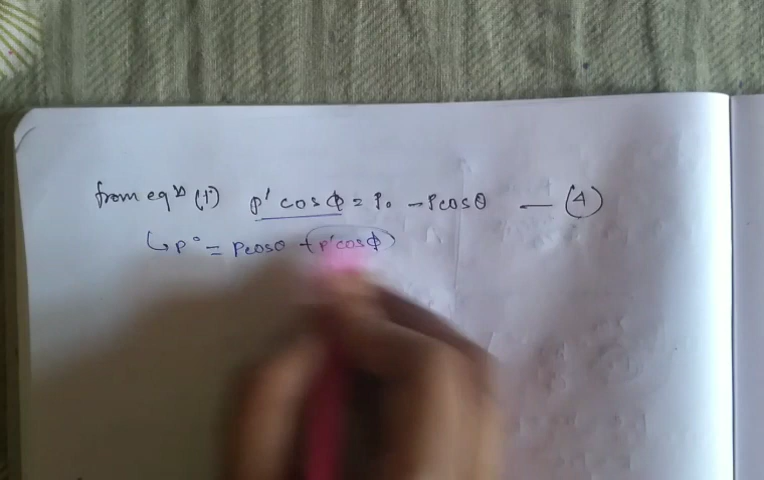 from eqn (1) p' cos ϕ = P₀ - P cos θ — (4)
↳ p° = p cos θ + p' cos ϕ